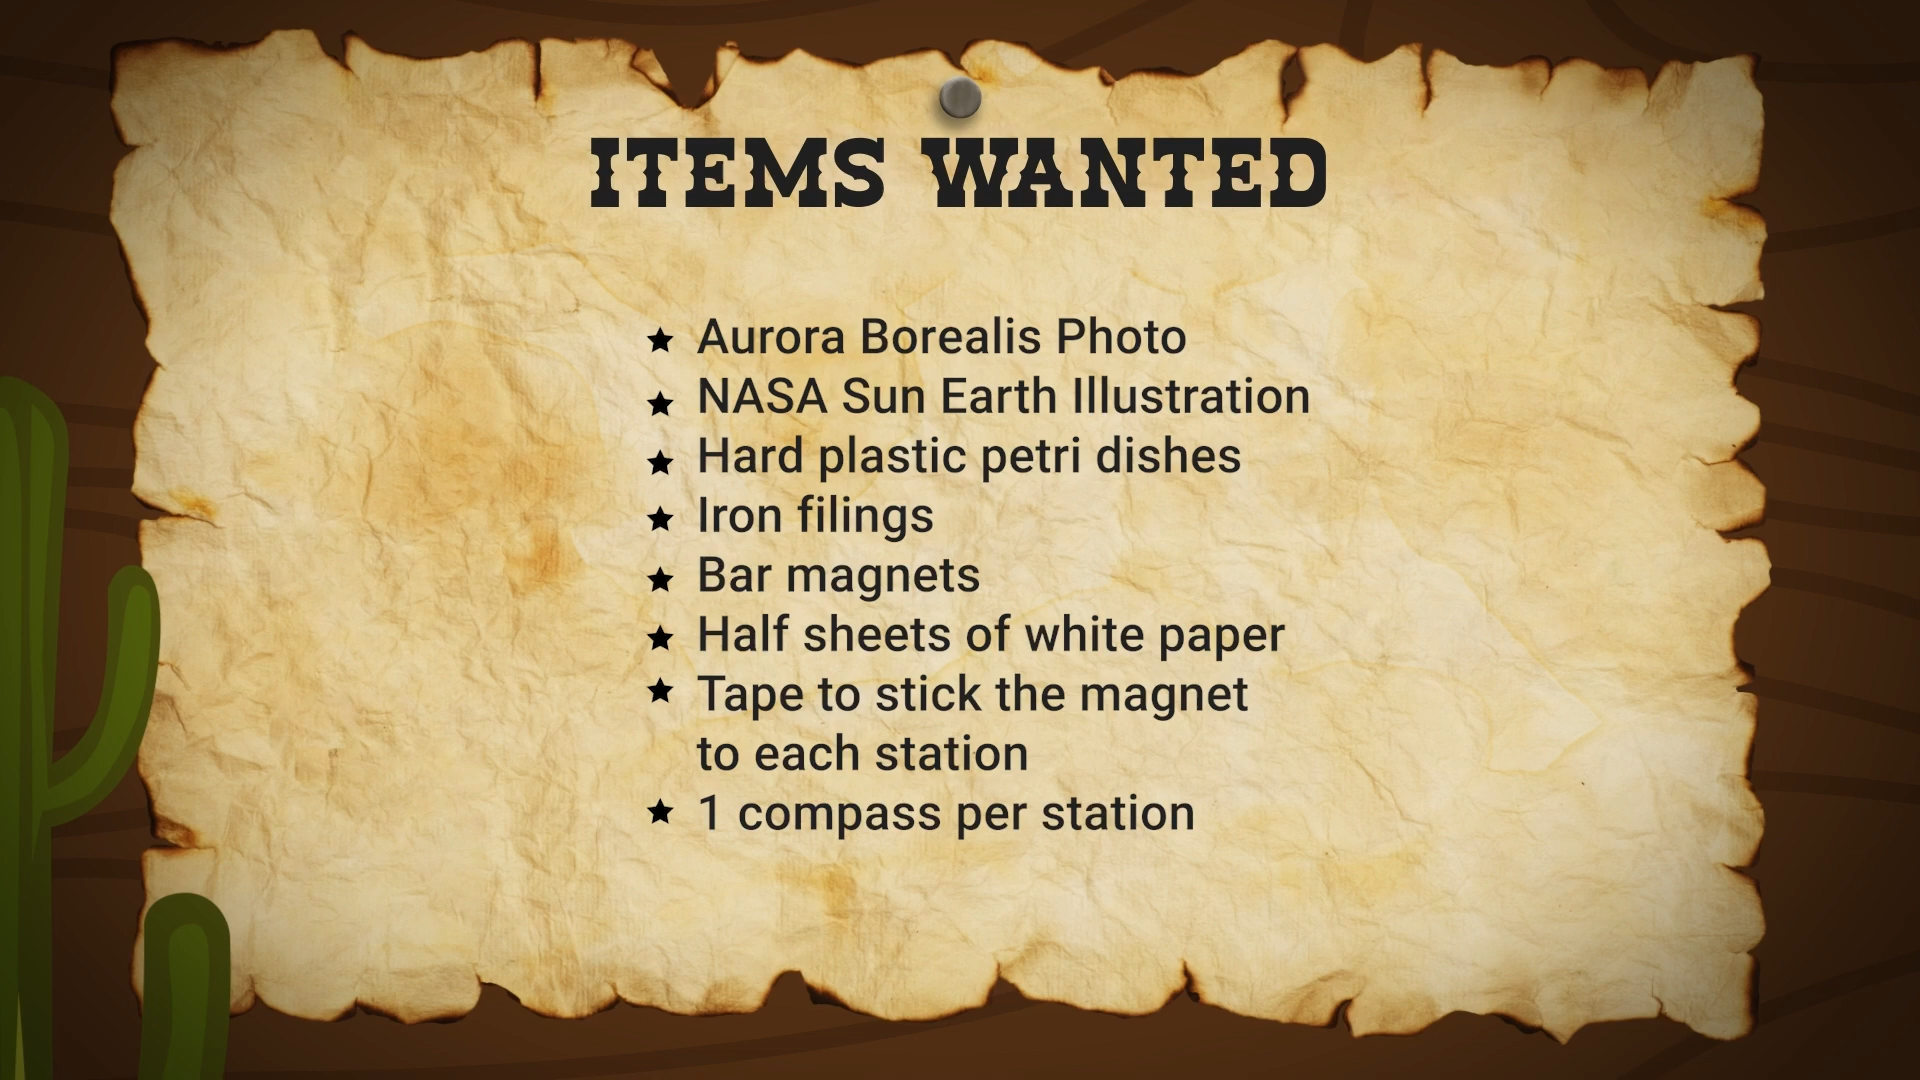 ITEMS WANTED
Aurora Borealis Photo
NASA Sun Earth Illustration
Hard plastic petri dishes
Iron filings
Bar magnets
Half sheets of white paper
Tape to stick the magnet
to each station
1 compass per station